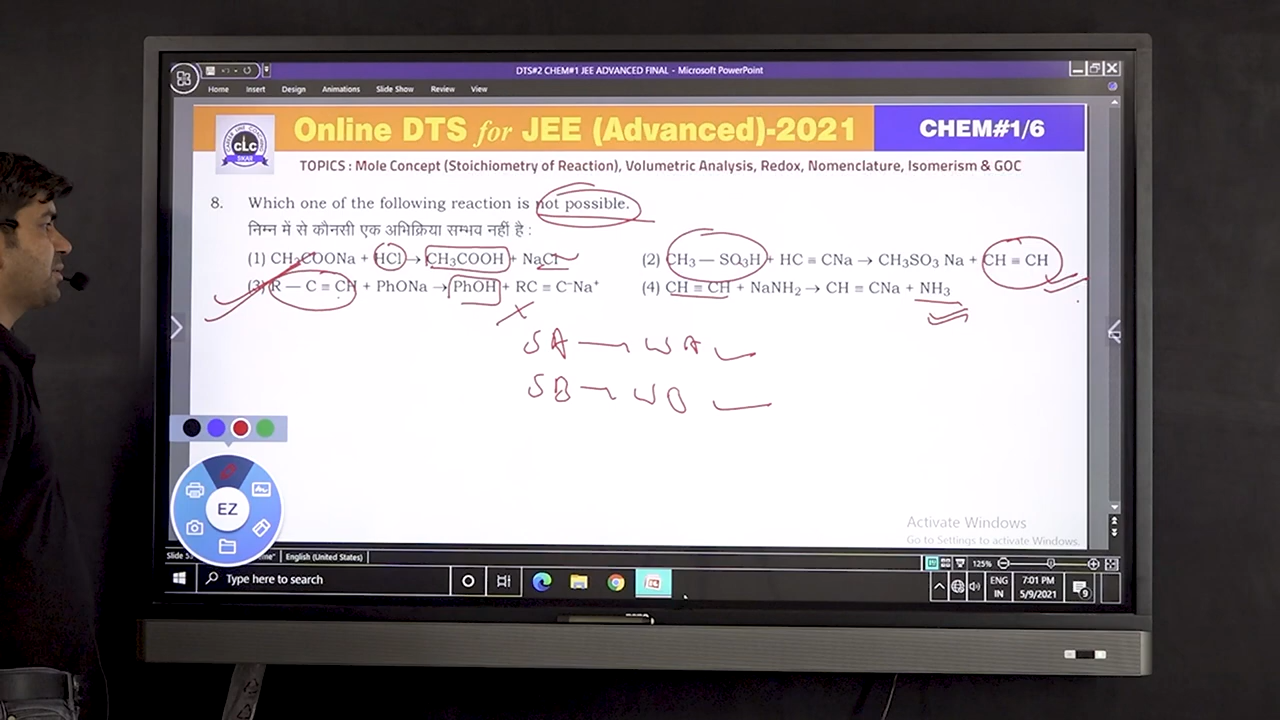 DTS#2 CHEM#1 JEE ADVANCED FINAL - Microsoft PowerPoint
Home Insert Design Animations Slide Show Review View
CLC
SIKAR
Online DTS for JEE (Advanced)-2021 CHEM#1/6
TOPICS : Mole Concept (Stoichiometry of Reaction), Volumetric Analysis, Redox, Nomenclature, Isomerism & GOC
8. Which one of the following reaction is not possible.
निम्न में से कौनसी एक अभिक्रिया सम्भव नहीं है :
(1) CH₃COONa + HCl → CH₃COOH + NaCl (2) CH₃ — SO₃H + HC ≡ CNa → CH₃SO₃ Na + CH ≡ CH
(3) R — C ≡ CH + PhONa → PhOH + RC ≡ C⁻Na⁺ (4) CH ≡ CH + NaNH₂ → CH ≡ CNa + NH₃
SA → WA
SB → WB
EZ
Activate Windows
Go to Settings to activate Windows.
English (United States) 125%
Type here to search
ENG 7:01 PM
IN 5/9/2021